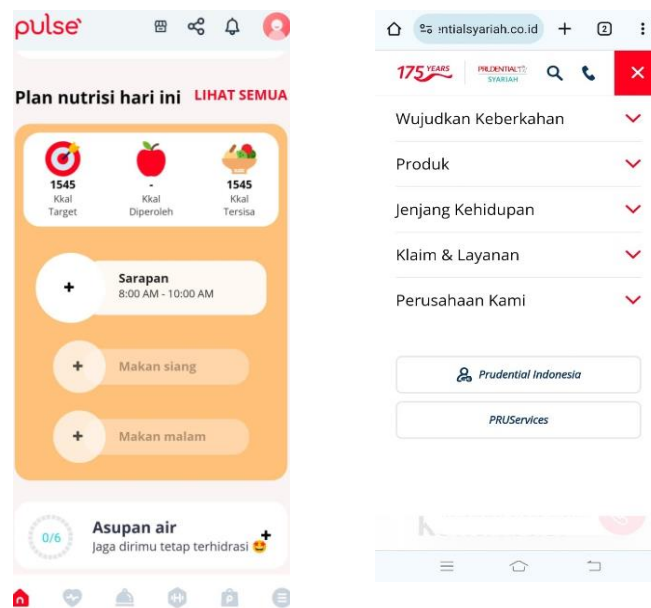 pulse
Plan nutrisi hari ini LIHAT SEMUA
1545
Kkal
Target
-
Kkal
Diperoleh
1545
Kkal
Tersisa
+
Sarapan
8:00 AM - 10:00 AM
+
Makan siang
+
Makan malam
0/6
Asupan air
Jaga dirimu tetap terhidrasi 🤩
+
entialsyariah.co.id + 2
175 YEARS
PRUDENTIAL
SYARIAH
Wujudkan Keberkahan
Produk
Jenjang Kehidupan
Klaim & Layanan
Perusahaan Kami
Prudential Indonesia
PRUServices